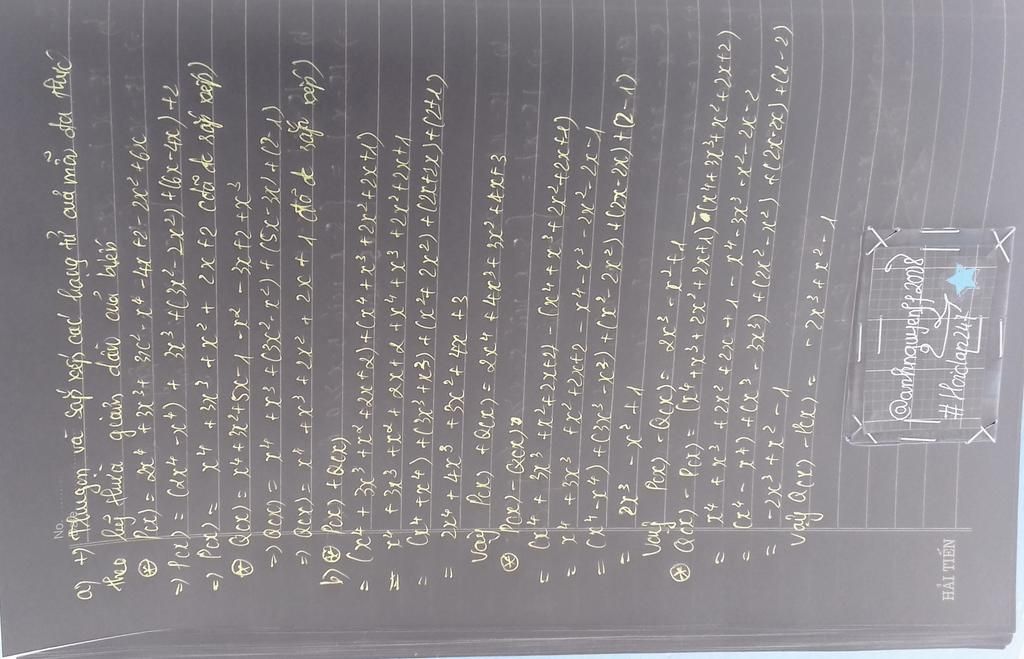 No.
a) +) Thu gọn và sắp xếp các hạng tử của mỗi đa thức
theo luỹ thừa giảm dần của biến
⊛ P(x) = 2x⁴ + 3x³ + 3x² - x⁴ - 4x + 2 - 2x² + 6x
=) P(x) = (2x⁴ - x⁴) + 3x³ + (3x² - 2x²) + (6x - 4x) + 2
=) P(x) = x⁴ + 3x³ + x² + 2x + 2 (đã đc sắp xếp)
⊛ Q(x) = x⁴ + 3x² + 5x - 1 - x² - 3x + 2 + x³
=) Q(x) = x⁴ + x³ + (3x² - x²) + (5x - 3x) + (2 - 1)
=) Q(x) = x⁴ + x³ + 2x² + 2x + 1 (đã đc sắp xếp)
b) ⊛ P(x) + Q(x)
= (x⁴ + 3x³ + x² + 2x + 2) + (x⁴ + x³ + 2x² + 2x + 1)
= x⁴ + 3x³ + x² + 2x + 2 + x⁴ + x³ + 2x² + 2x + 1
= (x⁴ + x⁴) + (3x³ + x³) + (x² + 2x²) + (2x + 2x) + (2 + 1)
= 2x⁴ + 4x³ + 3x² + 4x + 3
Vậy P(x) + Q(x) = 2x⁴ + 4x³ + 3x² + 4x + 3
⊛ P(x) - Q(x)
= (x⁴ + 3x³ + x² + 2x + 2) - (x⁴ + x³ + 2x² + 2x + 1)
= x⁴ + 3x³ + x² + 2x + 2 - x⁴ - x³ - 2x² - 2x - 1
= (x⁴ - x⁴) + (3x³ - x³) + (x² - 2x²) + (2x - 2x) + (2 - 1)
= 2x³ - x² + 1
Vậy P(x) - Q(x) = 2x³ - x² + 1
⊛ Q(x) - P(x) = (x⁴ + x³ + 2x² + 2x + 1) - (x⁴ + 3x³ + x² + 2x + 2)
= x⁴ + x³ + 2x² + 2x + 1 - x⁴ - 3x³ - x² - 2x - 2
= (x⁴ - x⁴) + (x³ - 3x³) + (2x² - x²) + (2x - 2x) + (1 - 2)
= -2x³ + x² - 1
Vậy Q(x) - P(x) = -2x³ + x² - 1
@anhnguyanff2008
#Hoidap247
HẢI TIẾN